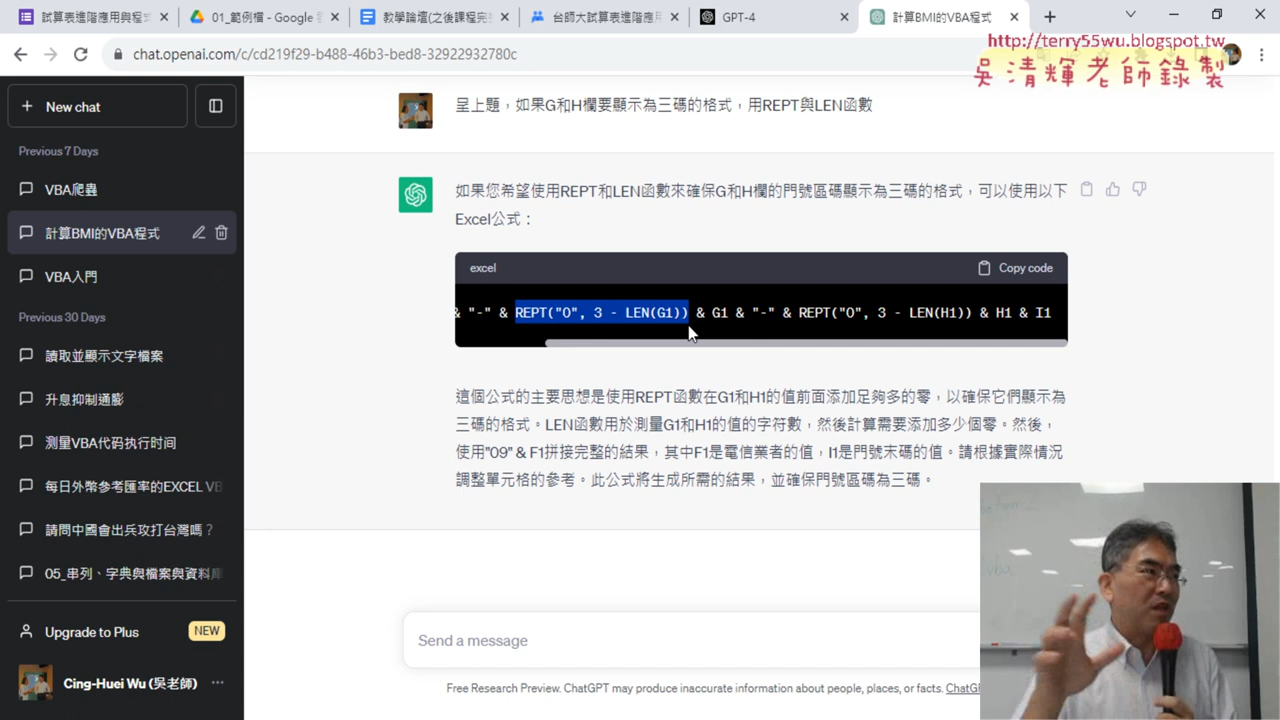 試算表進階應用與程式
01_範例檔 - Google
教學論壇(之後課程完
台師大試算表進階應用
GPT-4
計算BMI的VBA程式
chat.openai.com/c/cd219f29-b488-46b3-bed8-32922932780c
http://terry55wu.blogspot.tw
吳清輝老師錄製
New chat
Previous 7 Days
VBA爬蟲
計算BMI的VBA程式
VBA入門
Previous 30 Days
請取並顯示文字檔案
升息抑制通膨
測量VBA代码执行时间
每日外幣參考匯率的EXCEL VB
請問中國會出兵攻打台灣嗎？
05_串列、字典與檔案與資料庫
Upgrade to Plus
NEW
Cing-Huei Wu (吳老師)
呈上題，如果G和H欄要顯示為三碼的格式，用REPT與LEN函數
如果您希望使用REPT和LEN函數來確保G和H欄的門號區碼顯示為三碼的格式，可以使用以下
Excel公式：
excel
Copy code
& "-" & REPT("0", 3 - LEN(G1)) & G1 & "-" & REPT("0", 3 - LEN(H1)) & H1 & I1
這個公式的主要思想是使用REPT函數在G1和H1的值前面添加足夠多的零，以確保它們顯示為
三碼的格式。LEN函數用於測量G1和H1的值的字符數，然後計算需要添加多少個零。然後，
使用"09" & F1拼接完整的結果，其中F1是電信業者的值，I1是門號末碼的值。請根據實際情況
調整單元格的參考。此公式將生成所需的結果，並確保門號區碼為三碼。
Send a message
Free Research Preview. ChatGPT may produce inaccurate information about people, places, or facts. ChatG